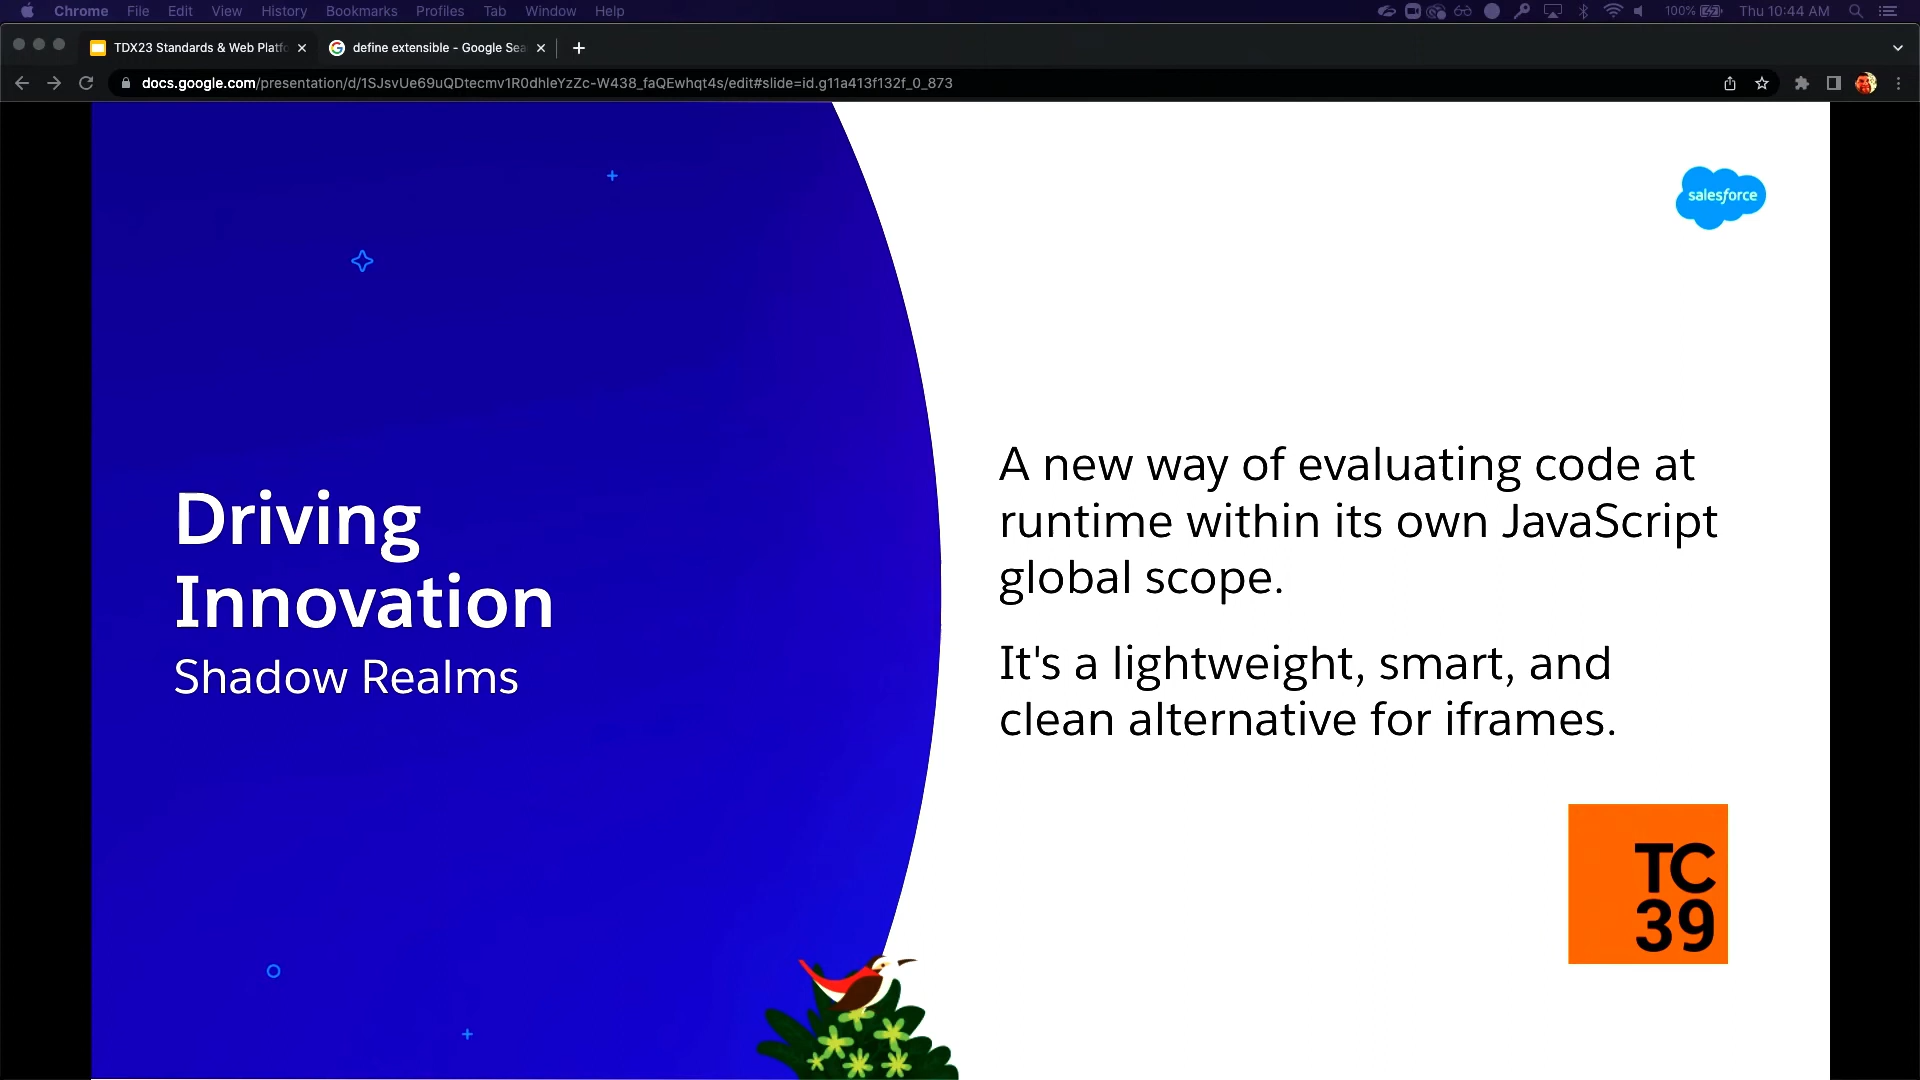 Chrome File Edit View History Bookmarks Profiles Tab Window Help 100% Thu 10:44 AM
TDX23 Standards & Web Platfo define extensible - Google Sea
docs.google.com/presentation/d/1SJsvUe69uQDtecmv1R0dhleYzZc-W438_faQEwhqt4s/edit#slide=id.g11a413f132f_0_873
salesforce
Driving
Innovation
Shadow Realms
A new way of evaluating code at
runtime within its own JavaScript
global scope.
It's a lightweight, smart, and
clean alternative for iframes.
TC
39